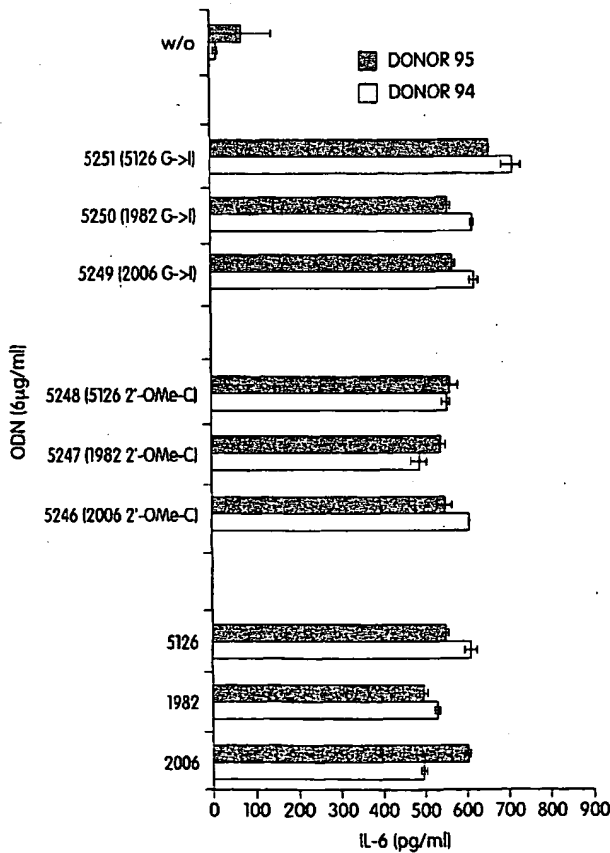 w/o
DONOR 95
DONOR 94
5251 (5126 G->I)
5250 (1982 G->I)
5249 (2006 G->I)
5248 (5126 2'-OMe-C)
5247 (1982 2'-OMe-C)
5246 (2006 2'-OMe-C)
5126
1982
2006
ODN (6µg/ml)
0 100 200 300 400 500 600 700 800 900
IL-6 (pg/ml)